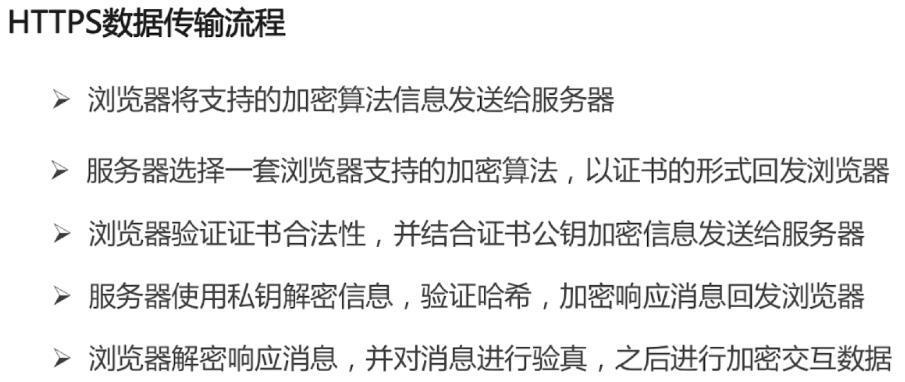 HTTPS数据传输流程
浏览器将支持的加密算法信息发送给服务器
服务器选择一套浏览器支持的加密算法，以证书的形式回发浏览器
浏览器验证证书合法性，并结合证书公钥加密信息发送给服务器
服务器使用私钥解密信息，验证哈希，加密响应消息回发浏览器
浏览器解密响应消息，并对消息进行验真，之后进行加密交互数据